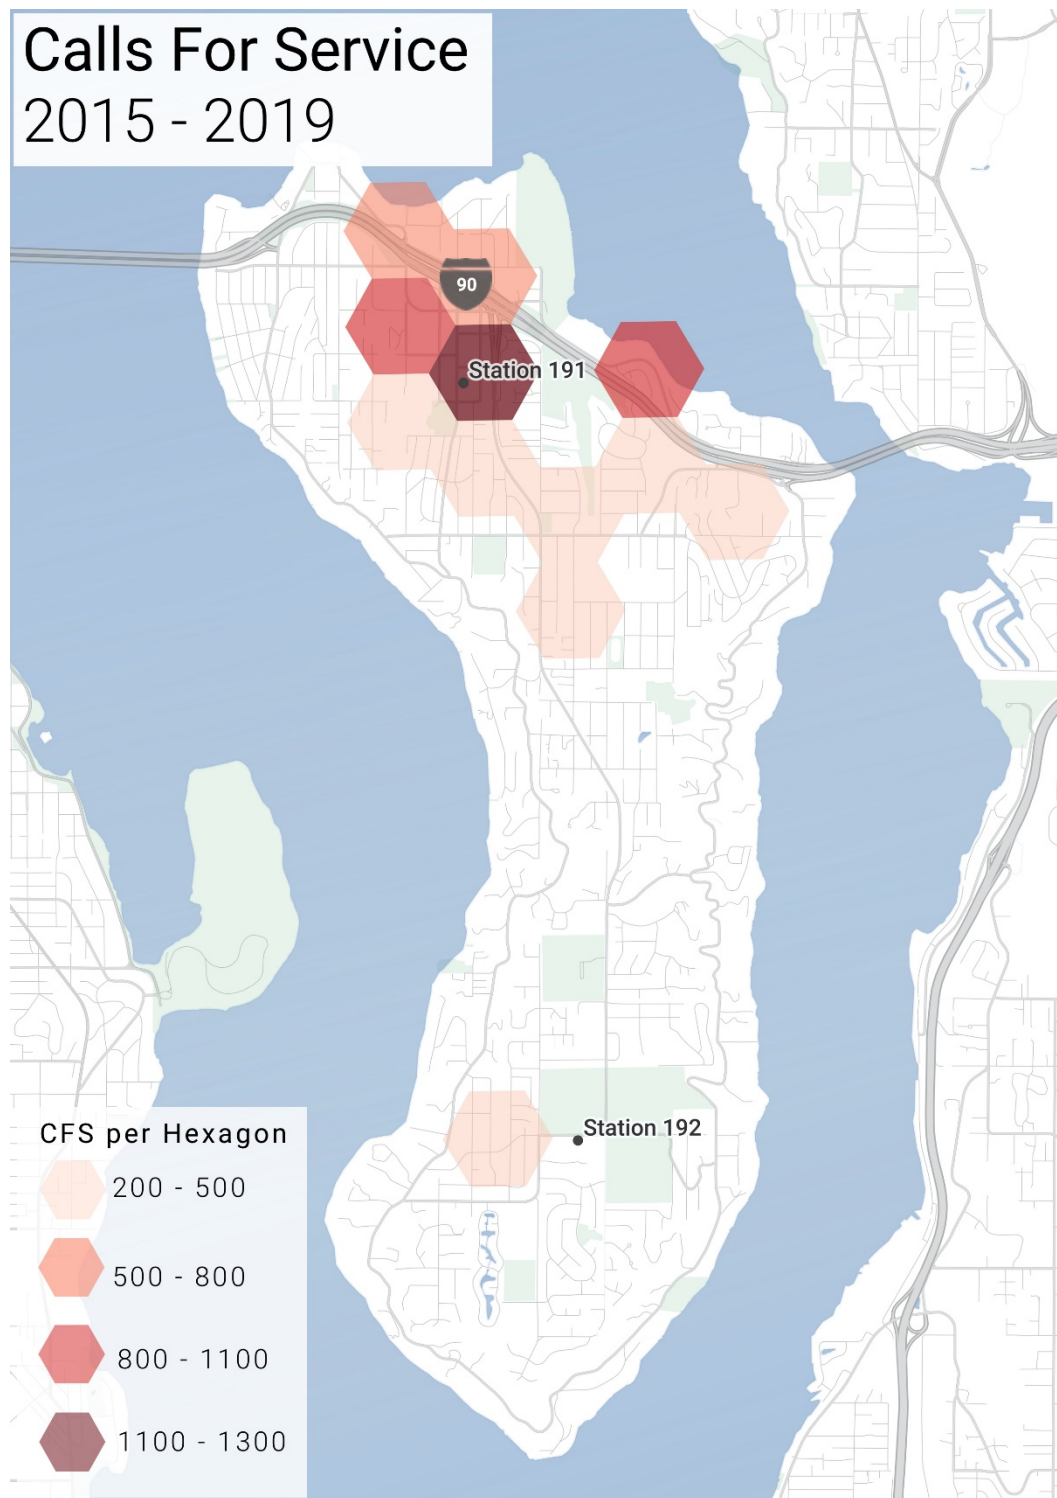 Calls For Service
2015 - 2019
90
Station 191
Station 192
CFS per Hexagon
200 - 500
500 - 800
800 - 1100
1100 - 1300